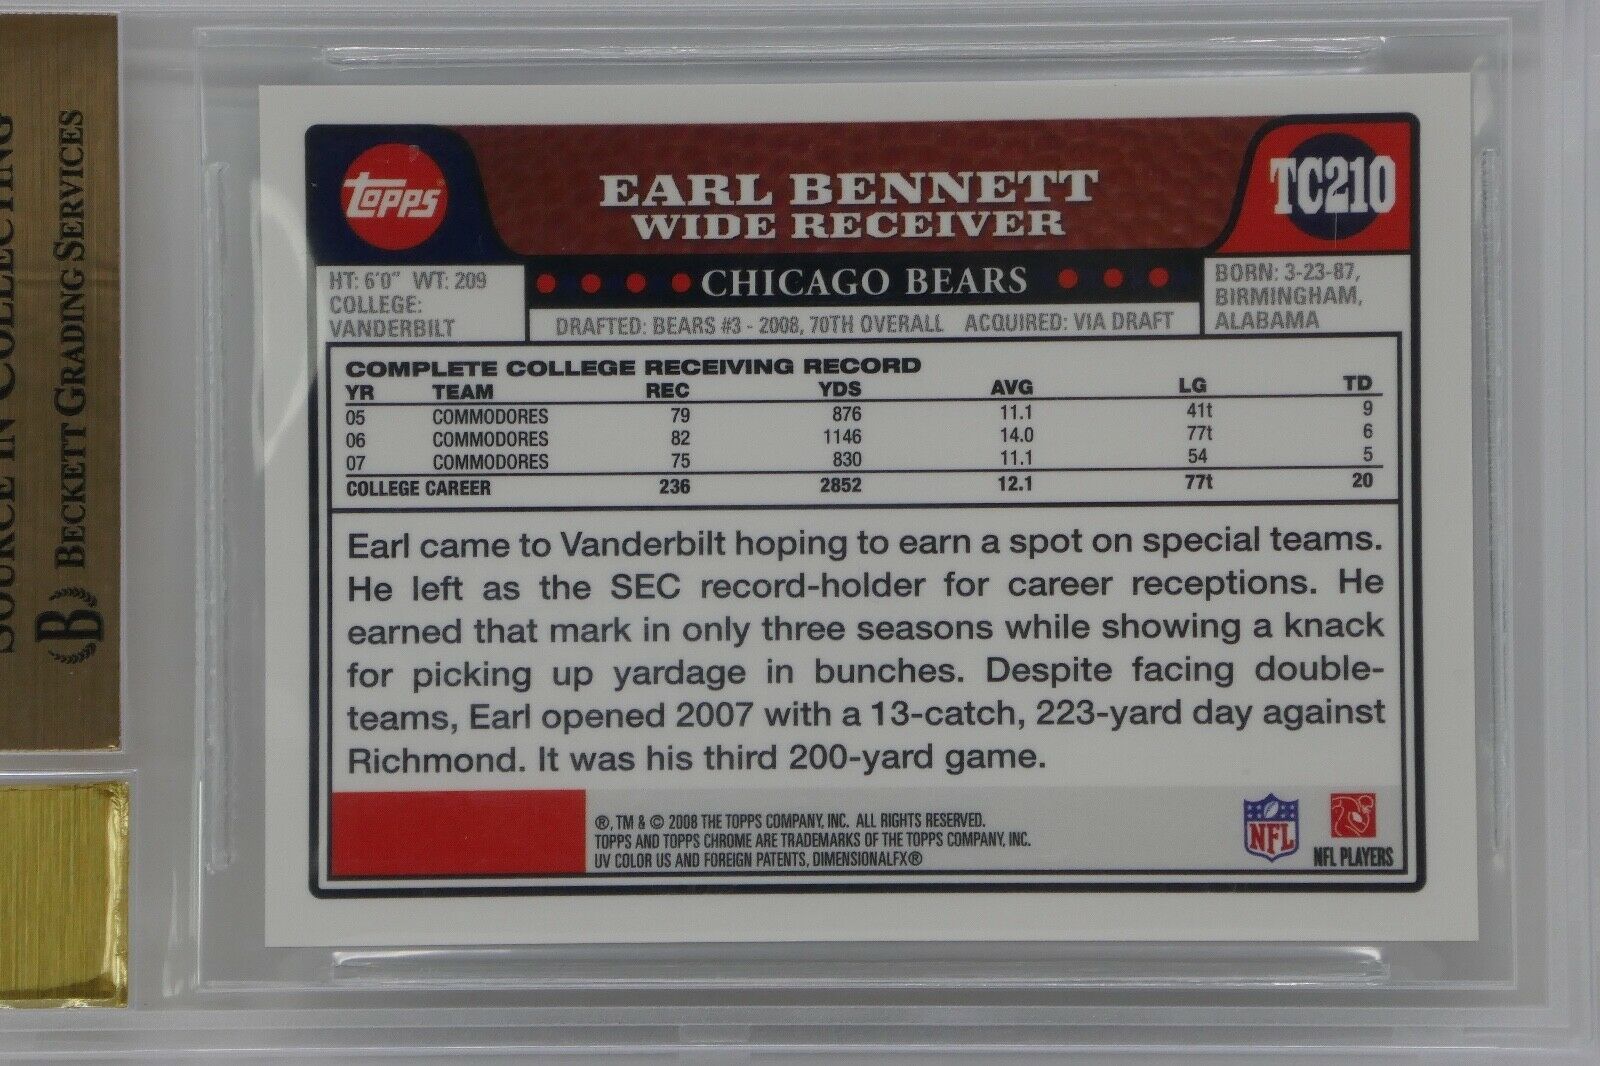 SOURCE IN COLLECTING
B BECKETT GRADING SERVICES
TOPPS®
EARL BENNETT
WIDE RECEIVER
TC210
HT: 6'0" WT: 209
COLLEGE:
VANDERBILT
CHICAGO BEARS
DRAFTED: BEARS #3 - 2008, 70TH OVERALL ACQUIRED: VIA DRAFT
BORN: 3-23-87,
BIRMINGHAM,
ALABAMA
COMPLETE COLLEGE RECEIVING RECORD
YR TEAM REC YDS AVG LG TD
05 COMMODORES 79 876 11.1 41t 9
06 COMMODORES 82 1146 14.0 77t 6
07 COMMODORES 75 830 11.1 54 5
COLLEGE CAREER 236 2852 12.1 77t 20
Earl came to Vanderbilt hoping to earn a spot on special teams.
He left as the SEC record-holder for career receptions. He
earned that mark in only three seasons while showing a knack
for picking up yardage in bunches. Despite facing double-
teams, Earl opened 2007 with a 13-catch, 223-yard day against
Richmond. It was his third 200-yard game.
®, TM & © 2008 THE TOPPS COMPANY, INC. ALL RIGHTS RESERVED.
TOPPS AND TOPPS CHROME ARE TRADEMARKS OF THE TOPPS COMPANY, INC.
UV COLOR US AND FOREIGN PATENTS, DIMENSIONALFX®
NFL
NFL PLAYERS